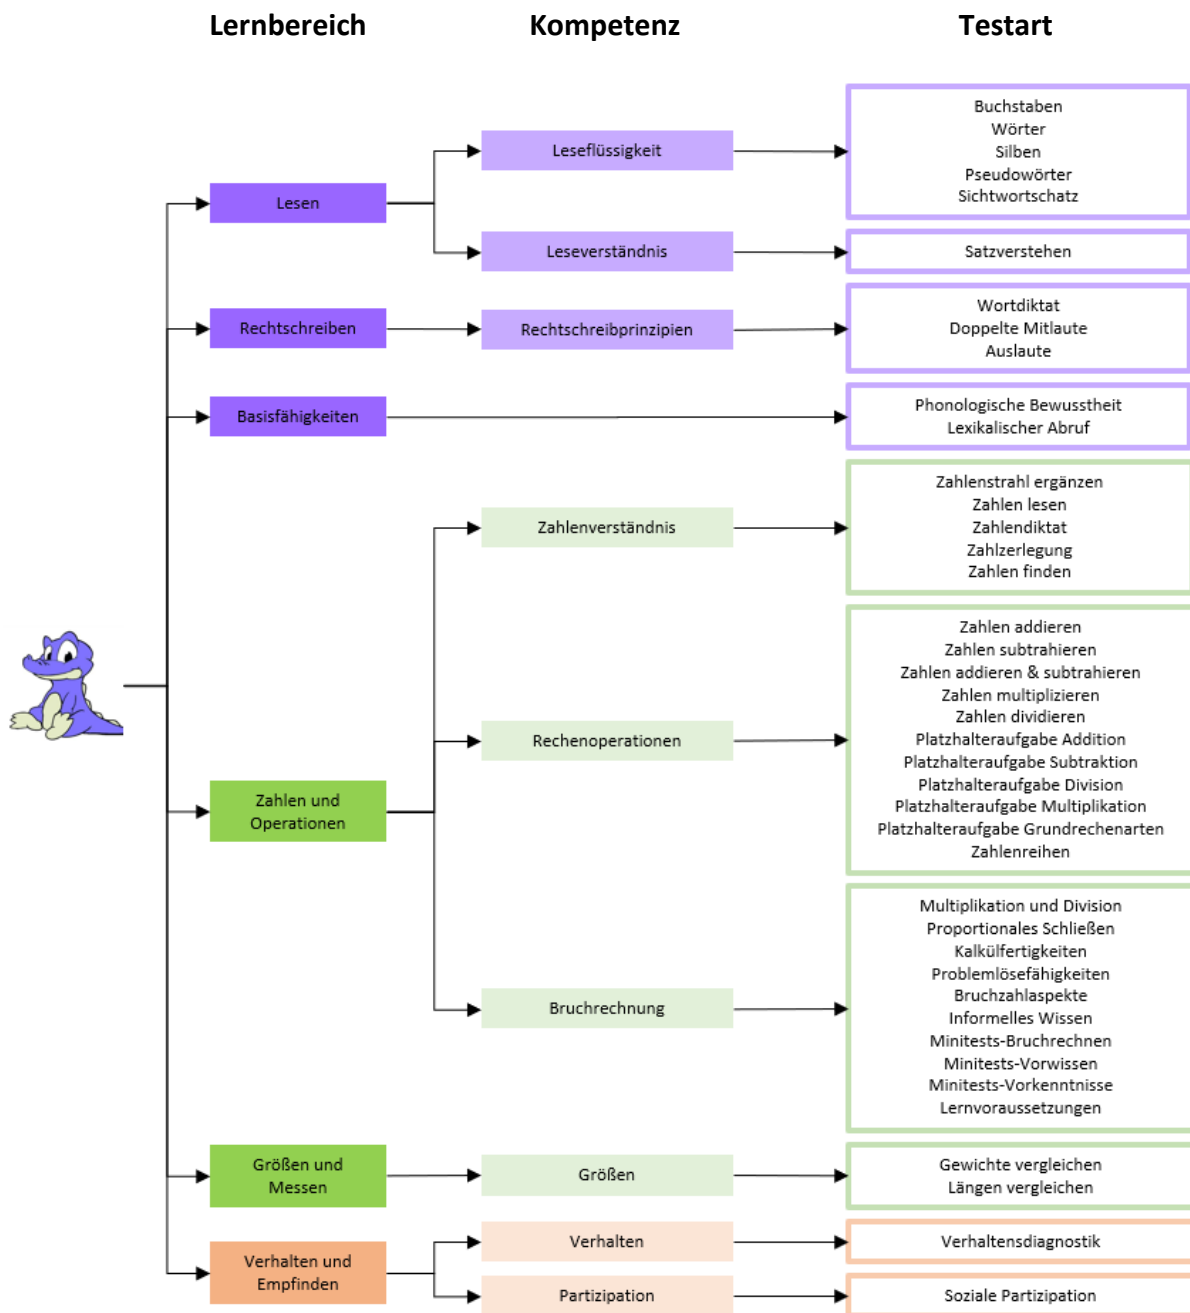 Lernbereich
Kompetenz
Testart
Lesen
Leseflüssigkeit
Buchstaben
Wörter
Silben
Pseudowörter
Sichtwortschatz
Leseverständnis
Satzverstehen
Rechtschreiben
Rechtschreibprinzipien
Wortdiktat
Doppelte Mitlaute
Auslaute
Basisfähigkeiten
Phonologische Bewusstheit
Lexikalischer Abruf
Zahlen und
Operationen
Zahlenverständnis
Zahlenstrahl ergänzen
Zahlen lesen
Zahlendiktat
Zahlzerlegung
Zahlen finden
Rechenoperationen
Zahlen addieren
Zahlen subtrahieren
Zahlen addieren & subtrahieren
Zahlen multiplizieren
Zahlen dividieren
Platzhalteraufgabe Addition
Platzhalteraufgabe Subtraktion
Platzhalteraufgabe Division
Platzhalteraufgabe Multiplikation
Platzhalteraufgabe Grundrechenarten
Zahlenreihen
Bruchrechnung
Multiplikation und Division
Proportionales Schließen
Kalkülfertigkeiten
Problemlösefähigkeiten
Bruchzahlaspekte
Informelles Wissen
Minitests-Bruchrechnen
Minitests-Vorwissen
Minitests-Vorkenntnisse
Lernvoraussetzungen
Größen und
Messen
Größen
Gewichte vergleichen
Längen vergleichen
Verhalten und
Empfinden
Verhalten
Verhaltensdiagnostik
Partizipation
Soziale Partizipation